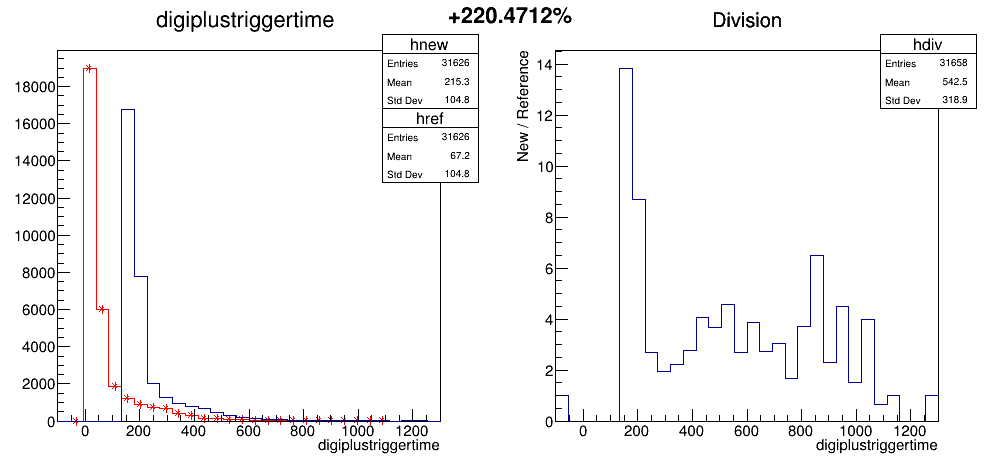 +220.4712%
digiplustriggertime
hnew
Entries 31626
Mean 215.3
Std Dev 104.8
href
Entries 31626
Mean 67.2
Std Dev 104.8
18000
16000
14000
12000
10000
8000
6000
4000
2000
0
0 200 400 600 800 1000 1200
digiplustriggertime
Division
hdiv
Entries 31658
Mean 542.5
Std Dev 318.9
New / Reference
14
12
10
8
6
4
2
0
0 200 400 600 800 1000 1200
digiplustriggertime